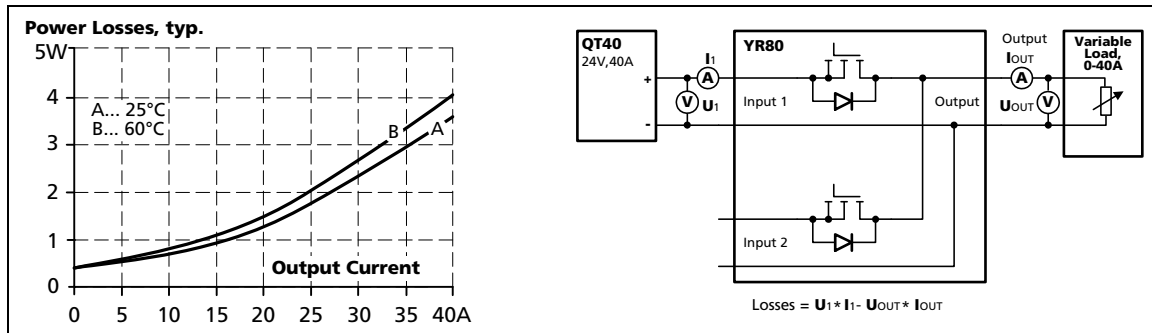 Power Losses, typ.
5W
4
3
2
1
0
A... 25°C
B... 60°C
B
A
Output Current
0 5 10 15 20 25 30 35 40A
QT40
24V,40A
+
-
I1
A
V U1
YR80
Input 1
Output
Input 2
Output
IOUT
A
UOUT V
Variable
Load,
0-40A
Losses = U1* I1- UOUT* IOUT